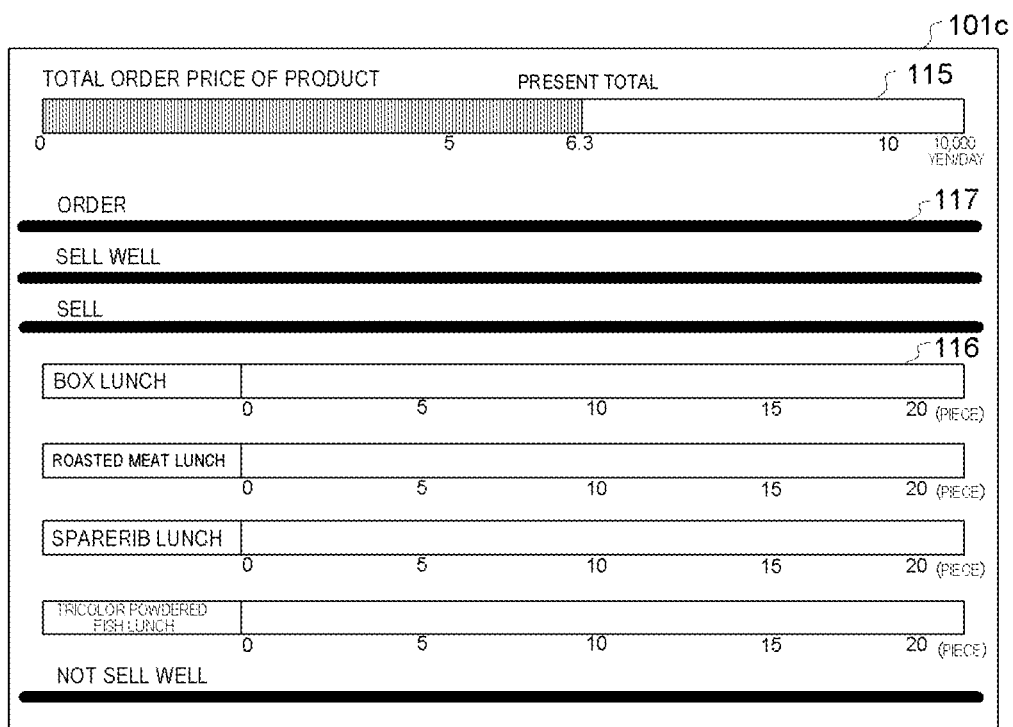 101c
TOTAL ORDER PRICE OF PRODUCT PRESENT TOTAL 115
0 5 6.3 10 10,000
YEN/DAY
ORDER 117
SELL WELL
SELL
116
BOX LUNCH
0 5 10 15 20 (PIECE)
ROASTED MEAT LUNCH
0 5 10 15 20 (PIECE)
SPARERIB LUNCH
0 5 10 15 20 (PIECE)
TRICOLOR POWDERED
FISH LUNCH
0 5 10 15 20 (PIECE)
NOT SELL WELL